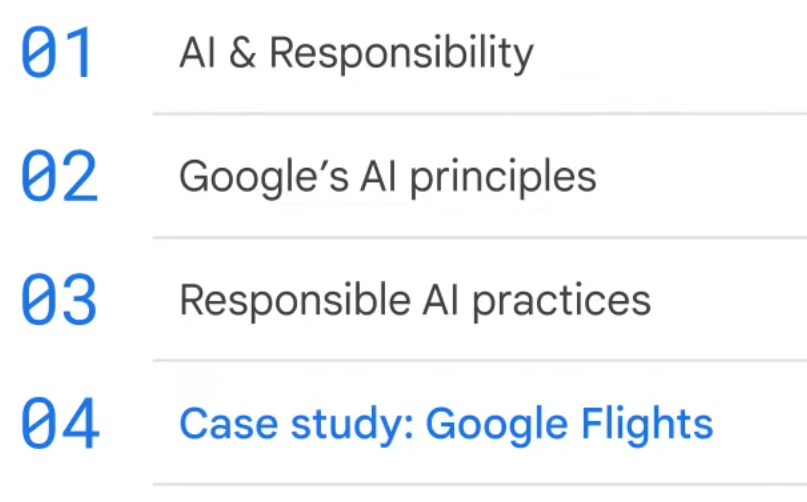 01 AI & Responsibility
02 Google’s AI principles
03 Responsible AI practices
04 Case study: Google Flights